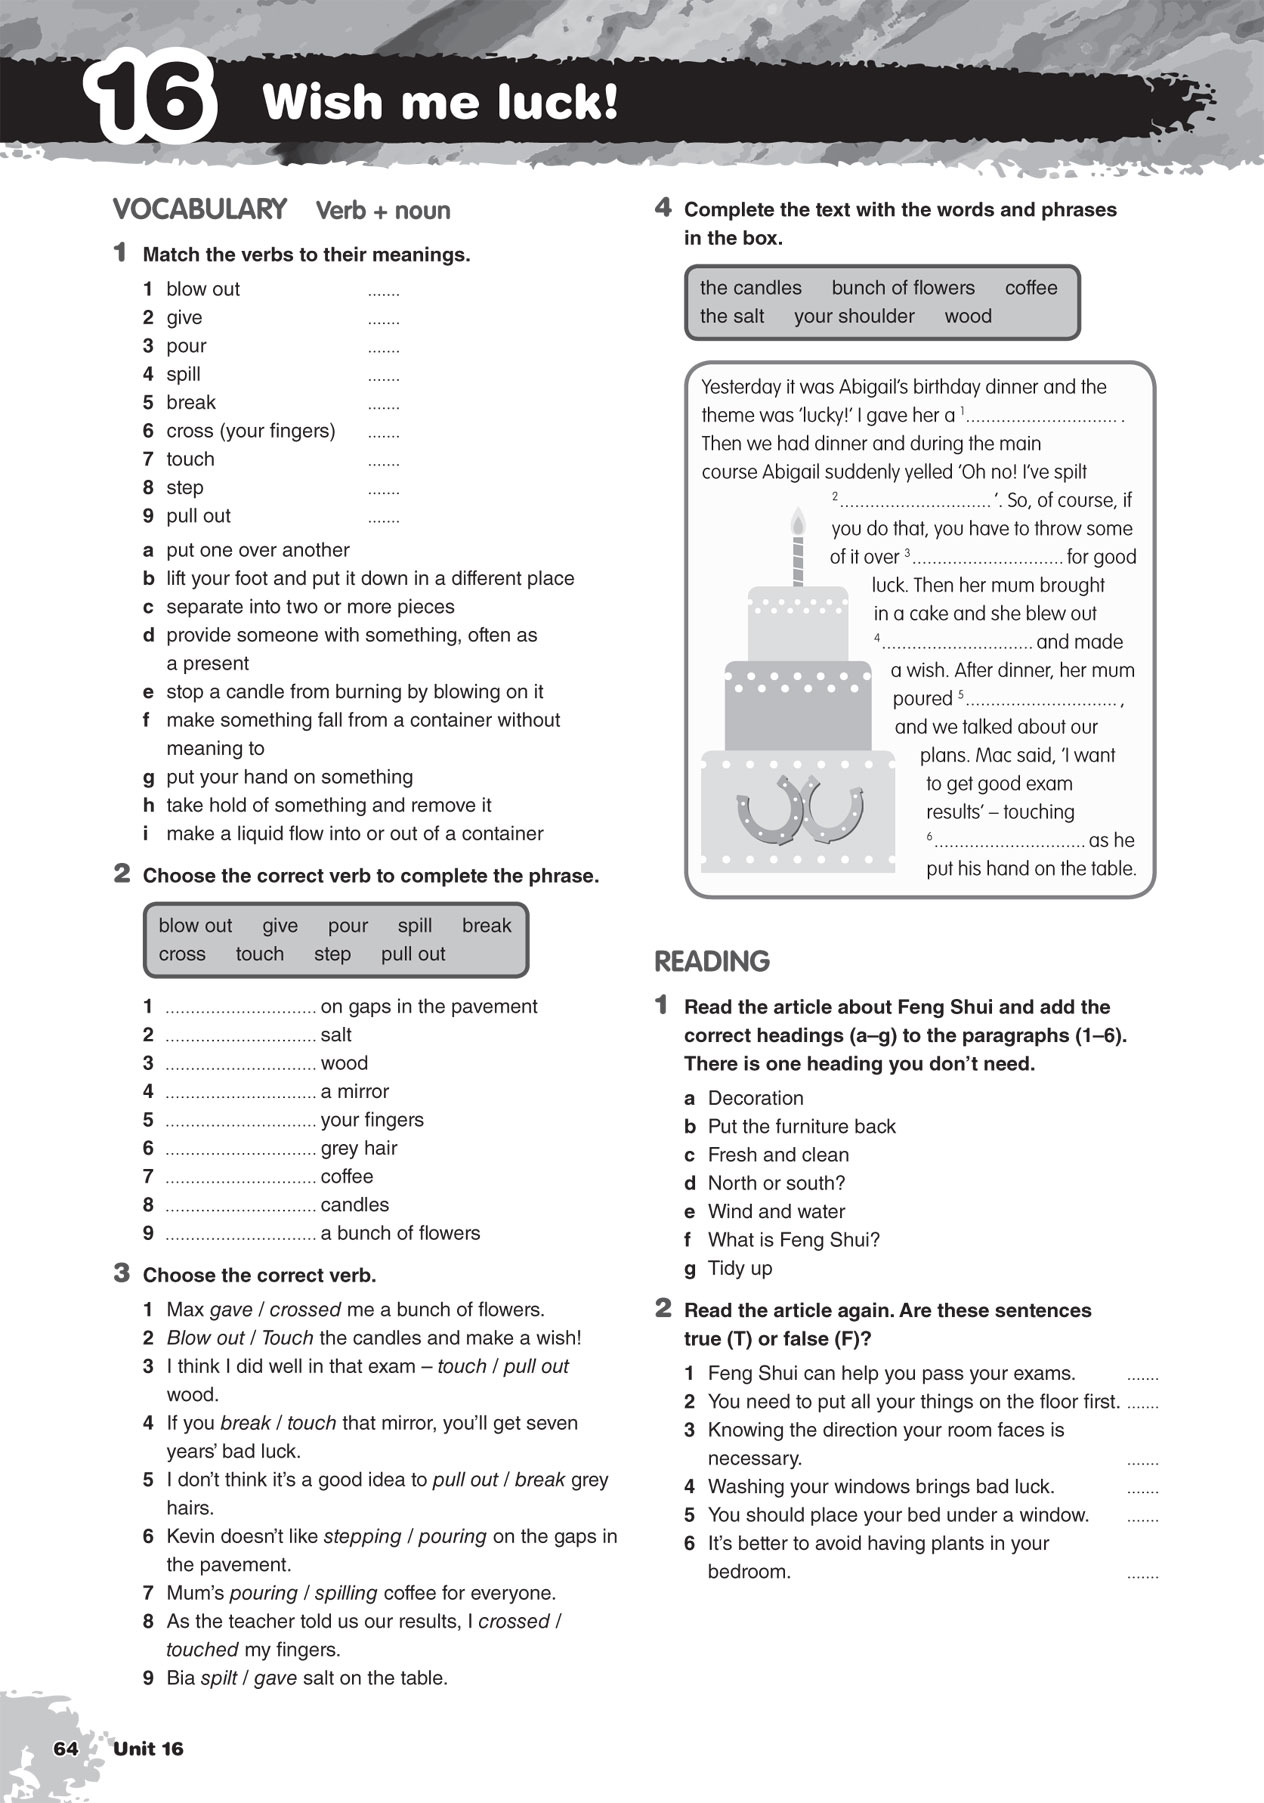 16 Wish me luck!
VOCABULARY Verb + noun
1 Match the verbs to their meanings.
1 blow out .......
2 give .......
3 pour .......
4 spill .......
5 break .......
6 cross (your fingers) .......
7 touch .......
8 step .......
9 pull out .......
a put one over another
b lift your foot and put it down in a different place
c separate into two or more pieces
d provide someone with something, often as
a present
e stop a candle from burning by blowing on it
f make something fall from a container without
meaning to
g put your hand on something
h take hold of something and remove it
i make a liquid flow into or out of a container
2 Choose the correct verb to complete the phrase.
blow out give pour spill break
cross touch step pull out
1 .............................. on gaps in the pavement
2 .............................. salt
3 .............................. wood
4 .............................. a mirror
5 .............................. your fingers
6 .............................. grey hair
7 .............................. coffee
8 .............................. candles
9 .............................. a bunch of flowers
3 Choose the correct verb.
1 Max gave / crossed me a bunch of flowers.
2 Blow out / Touch the candles and make a wish!
3 I think I did well in that exam – touch / pull out
wood.
4 If you break / touch that mirror, you'll get seven
years' bad luck.
5 I don't think it's a good idea to pull out / break grey
hairs.
6 Kevin doesn't like stepping / pouring on the gaps in
the pavement.
7 Mum's pouring / spilling coffee for everyone.
8 As the teacher told us our results, I crossed /
touched my fingers.
9 Bia spilt / gave salt on the table.
4 Complete the text with the words and phrases
in the box.
the candles bunch of flowers coffee
the salt your shoulder wood
Yesterday it was Abigail's birthday dinner and the
theme was 'lucky!' I gave her a 1.............................. .
Then we had dinner and during the main
course Abigail suddenly yelled 'Oh no! I've spilt
2.............................. '. So, of course, if
you do that, you have to throw some
of it over 3.............................. for good
luck. Then her mum brought
in a cake and she blew out
4.............................. and made
a wish. After dinner, her mum
poured 5.............................. ,
and we talked about our
plans. Mac said, 'I want
to get good exam
results' – touching
6.............................. as he
put his hand on the table.
READING
1 Read the article about Feng Shui and add the
correct headings (a–g) to the paragraphs (1–6).
There is one heading you don't need.
a Decoration
b Put the furniture back
c Fresh and clean
d North or south?
e Wind and water
f What is Feng Shui?
g Tidy up
2 Read the article again. Are these sentences
true (T) or false (F)?
1 Feng Shui can help you pass your exams. .......
2 You need to put all your things on the floor first. .......
3 Knowing the direction your room faces is
necessary. .......
4 Washing your windows brings bad luck. .......
5 You should place your bed under a window. .......
6 It's better to avoid having plants in your
bedroom. .......
64 Unit 16